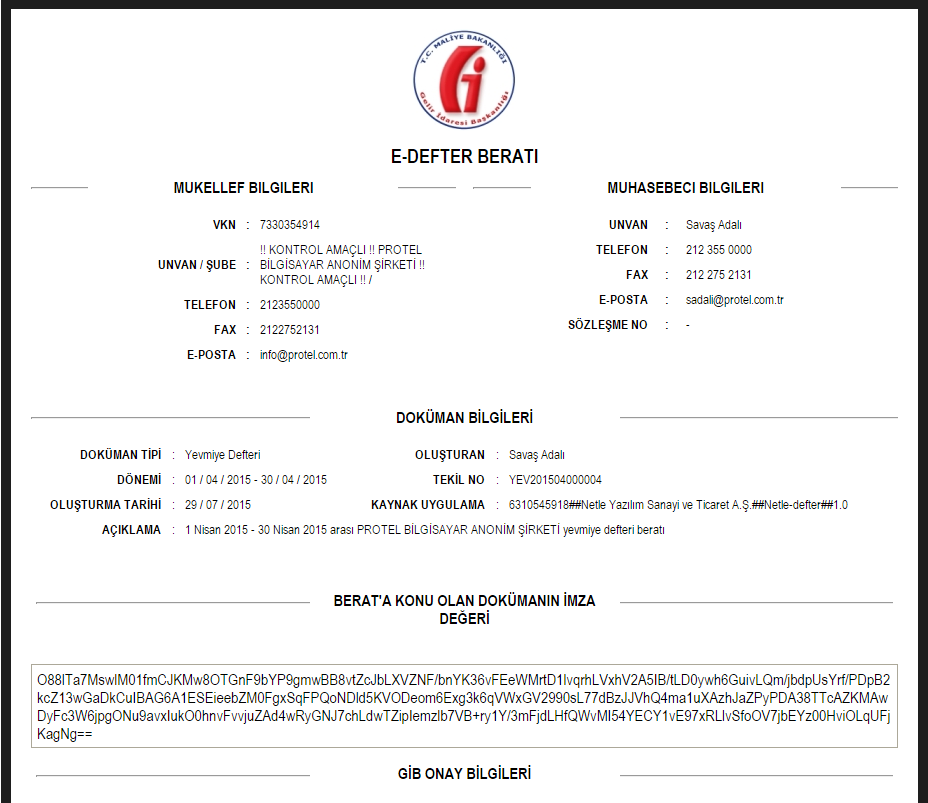 T.C. MALİYE BAKANLIĞI
Gelir İdaresi Başkanlığı
E-DEFTER BERATI
MUKELLEF BILGILERI
VKN : 7330354914
UNVAN / ŞUBE : !! KONTROL AMAÇLI !! PROTEL
BİLGİSAYAR ANONİM ŞİRKETİ !!
KONTROL AMAÇLI !! /
TELEFON : 2123550000
FAX : 2122752131
E-POSTA : info@protel.com.tr
MUHASEBECI BILGILERI
UNVAN : Savaş Adalı
TELEFON : 212 355 0000
FAX : 212 275 2131
E-POSTA : sadali@protel.com.tr
SÖZLEŞME NO : -
DOKÜMAN BİLGİLERİ
DOKÜMAN TİPİ : Yevmiye Defteri
OLUŞTURAN : Savaş Adalı
DÖNEMİ : 01 / 04 / 2015 - 30 / 04 / 2015
TEKİL NO : YEV201504000004
OLUŞTURMA TARİHİ : 29 / 07 / 2015
KAYNAK UYGULAMA : 6310545918##Netle Yazılım Sanayi ve Ticaret A.Ş.##Netle-defter##1.0
AÇIKLAMA : 1 Nisan 2015 - 30 Nisan 2015 arası PROTEL BİLGİSAYAR ANONİM ŞİRKETİ yevmiye defteri beratı
BERAT'A KONU OLAN DOKÜMANIN İMZA
DEĞERİ
O88ITa7MswlM01fmCJKMw8OTGnF9bYP9gmwBB8vtZcJbLXVZNF/bnYK36vFEeWMrtD1IvqrhLVxhV2A5IB/tLD0ywh6GuivLQm/jbdpUsYrf/PDpB2
kcZ13wGaDkCuIBAG6A1ESEieebZM0FgxSqFPQoNDld5KVODeom6Exg3k6qVWxGV2990sL77dBzJJVhQ4ma1uXAzhJaZPyPDA38TTcAZKMAw
DyFc3W6jpgONu9avxIukO0hnvFvvjuZAd4wRyGNJ7chLdwTZipIemzlb7VB+ry1Y/3mFjdLHfQWvMI54YECY1vE97xRLlvSfoOV7jbEYz00HviOLqUFj
KagNg==
GİB ONAY BİLGİLERİ